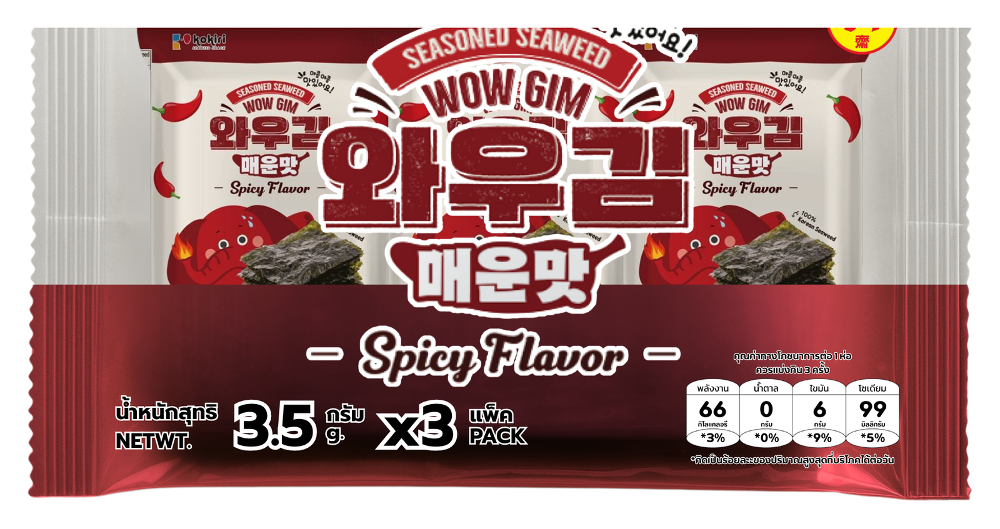 kokiri
SEAWEED SNACK
맛있어요!
齋
SEASONED SEAWEED
WOW GIM
와우김
매운맛
– Spicy Flavor –
마콩마콩
맛있어요!
SEASONED SEAWEED
WOW GIM
와우김
매운맛
– Spicy Flavor –
마콩마콩
맛있어요!
SEASONED SEAWEED
WOW GIM
와우김
매운맛
Spicy Flavor –
100%
Korean Seaweed
น้ำหนักสุทธิ 3.5 กรัม x3 แพ็ค
NETWT. g. PACK
คุณค่าทางโภชนาการต่อ 1 ห่อ
ควรแบ่งกิน 3 ครั้ง
พลังงาน น้ำตาล ไขมัน โซเดียม
66 0 6 99
กิโลแคลอรี กรัม กรัม มิลลิกรัม
*3% *0% *9% *5%
*คิดเป็นร้อยละของปริมาณสูงสุดที่บริโภคได้ต่อวัน